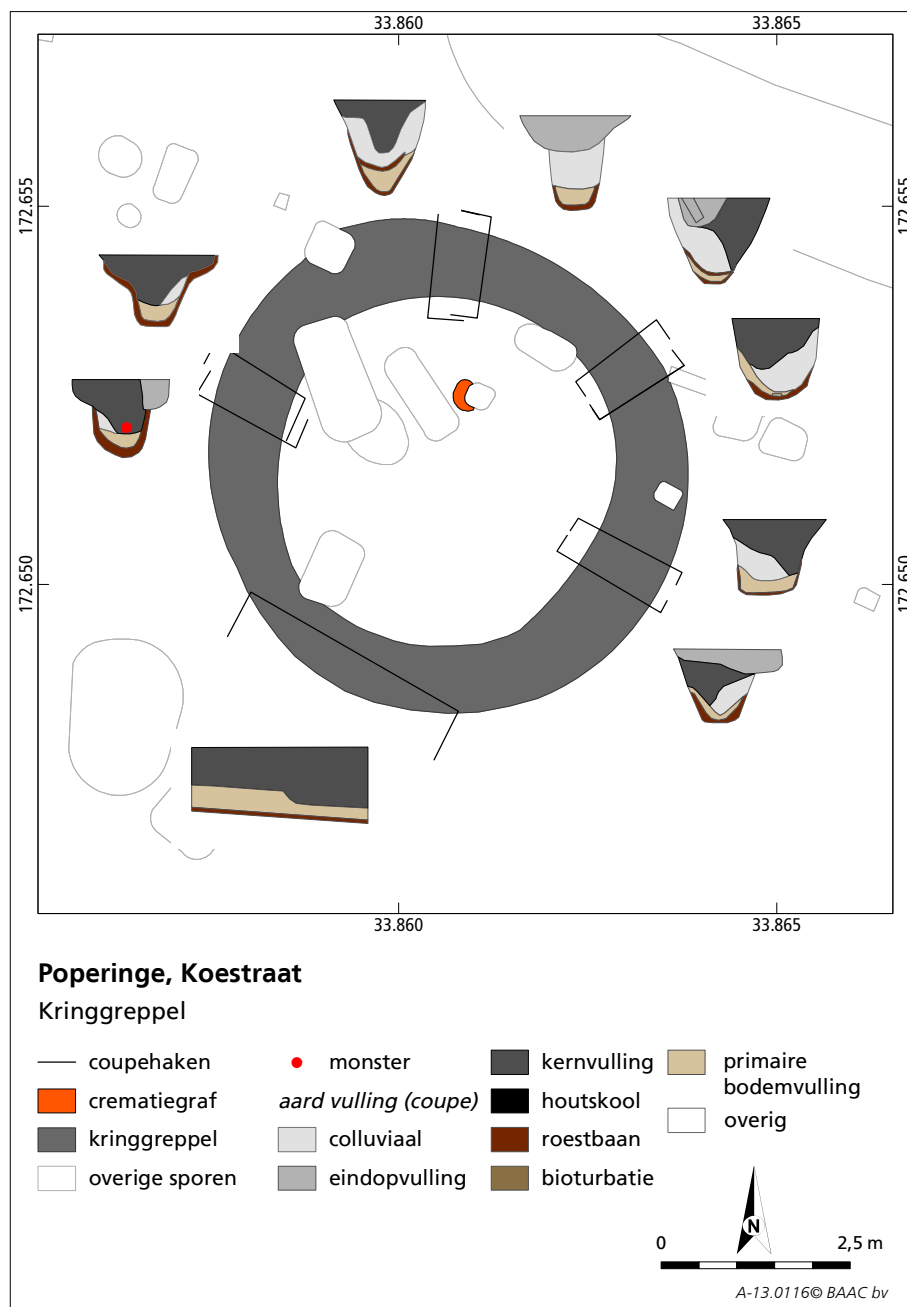 33.860 33.865
172.655 172.655
172.650 172.650
33.860 33.865
Poperinge, Koestraat
Kringgreppel
coupehaken
crematiegraf
kringgreppel
overige sporen
monster
aard vulling (coupe)
colluviaal
eindopvulling
kernvulling
houtskool
roestbaan
bioturbatie
primaire
bodemvulling
overig
N
0 2,5 m
A-13.0116© BAAC bv